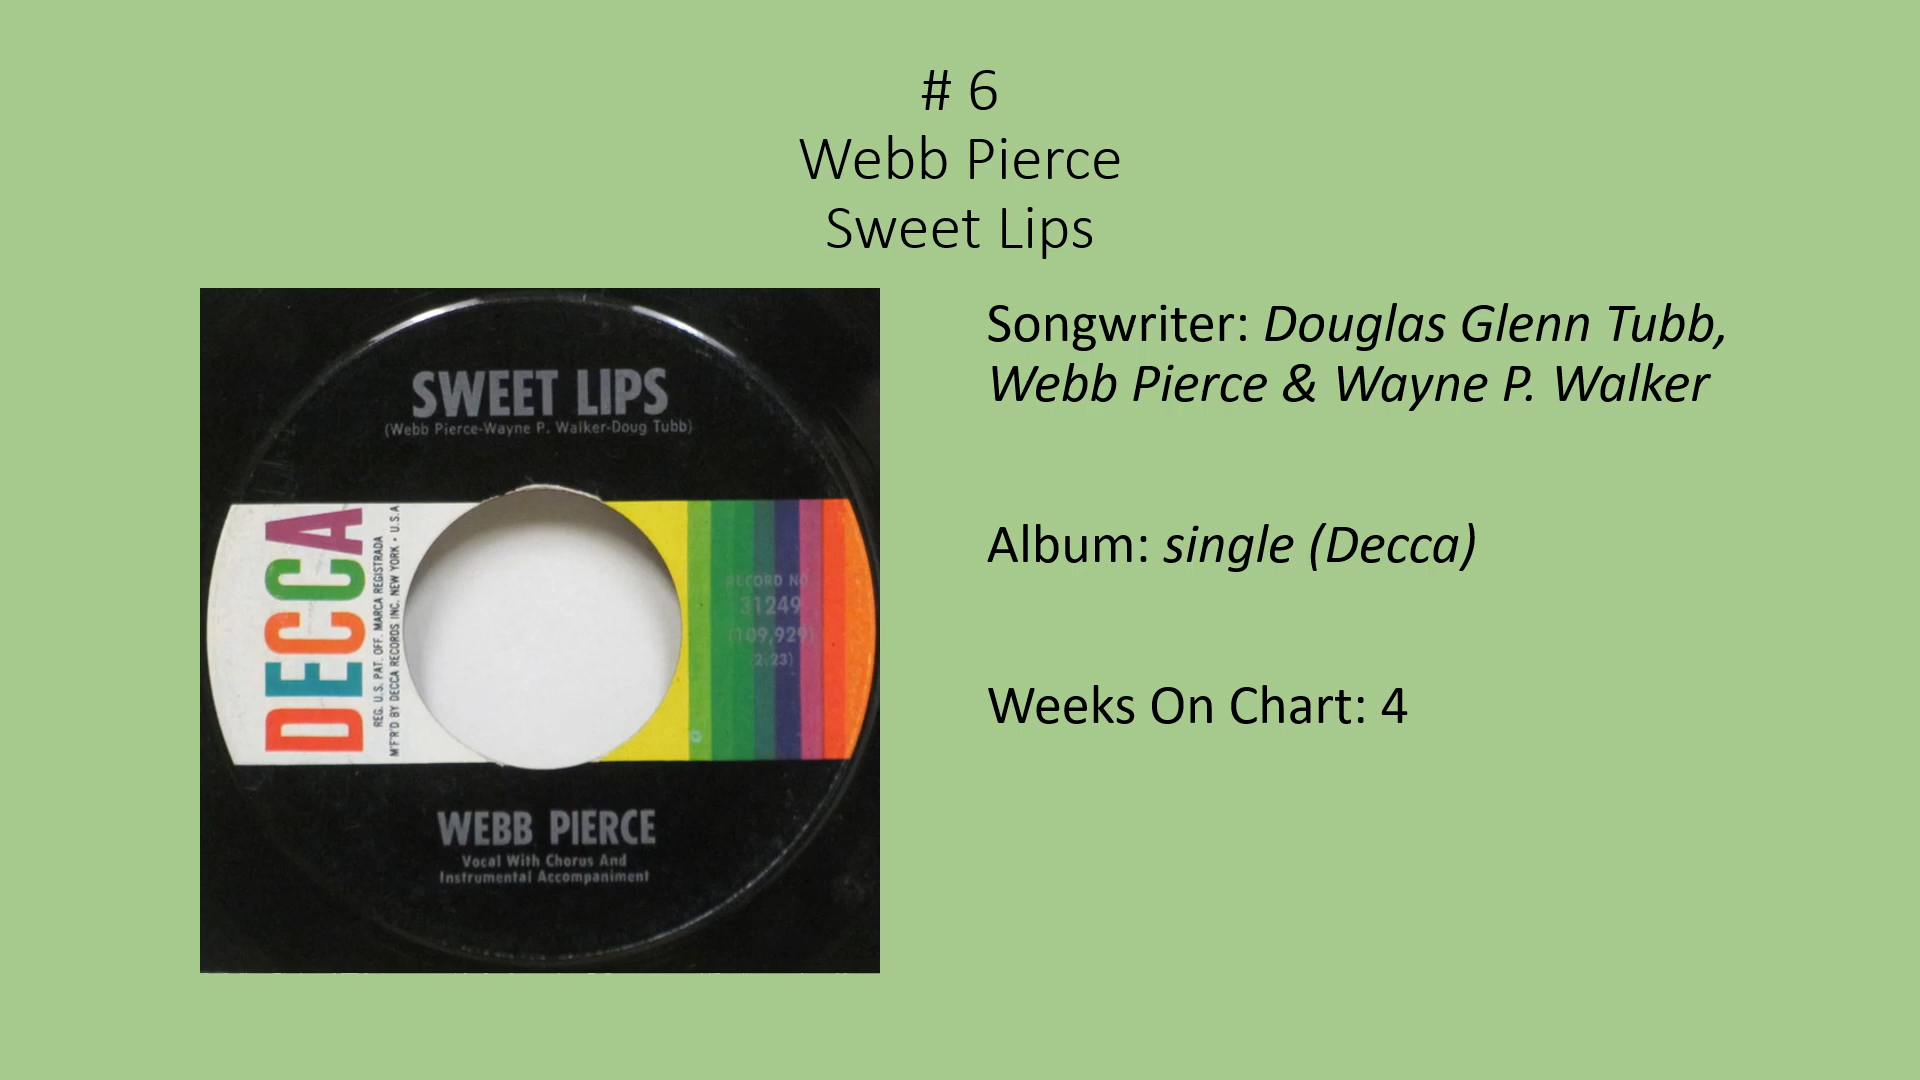 # 6
Webb Pierce
Sweet Lips
SWEET LIPS
(Webb Pierce-Wayne P. Walker-Doug Tubb)
DECCA
REG. U.S. PAT. OFF. MARCA REGISTRADA
M'F'R'D BY DECCA RECORDS INC. NEW YORK • U.S.A
RECORD NO
31249
(109,929)
(2:23)
WEBB PIERCE
Vocal With Chorus And
Instrumental Accompaniment
Songwriter: Douglas Glenn Tubb,
Webb Pierce & Wayne P. Walker
Album: single (Decca)
Weeks On Chart: 4